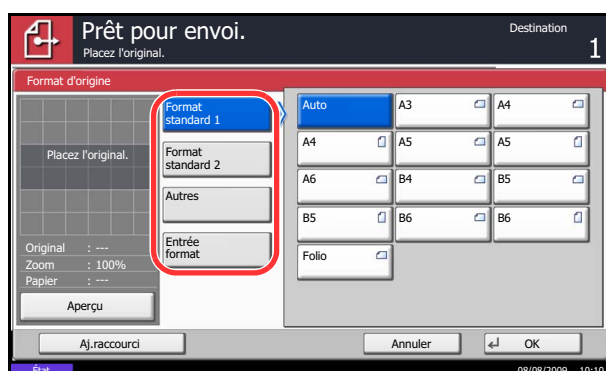 Prêt pour envoi.
Placez l'original.
Destination
1
Format d'origine
Placez l'original.
Original : ---
Zoom : 100%
Papier : ---
Aperçu
Format
standard 1
Format
standard 2
Autres
Entrée
format
Auto
A3
A4
A4
A5
A5
A6
B4
B5
B5
B6
B6
Folio
Aj.raccourci
Annuler
OK
État
08/08/2009 10:10